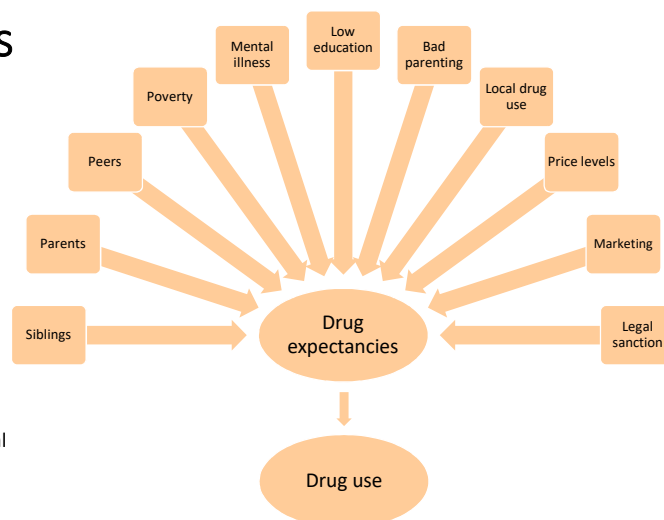 s
Low
education
Mental
illness
Bad
parenting
Poverty
Local drug
use
Peers
Price levels
Parents
Marketing
Siblings
Drug
expectancies
Legal
sanction
l
Drug use